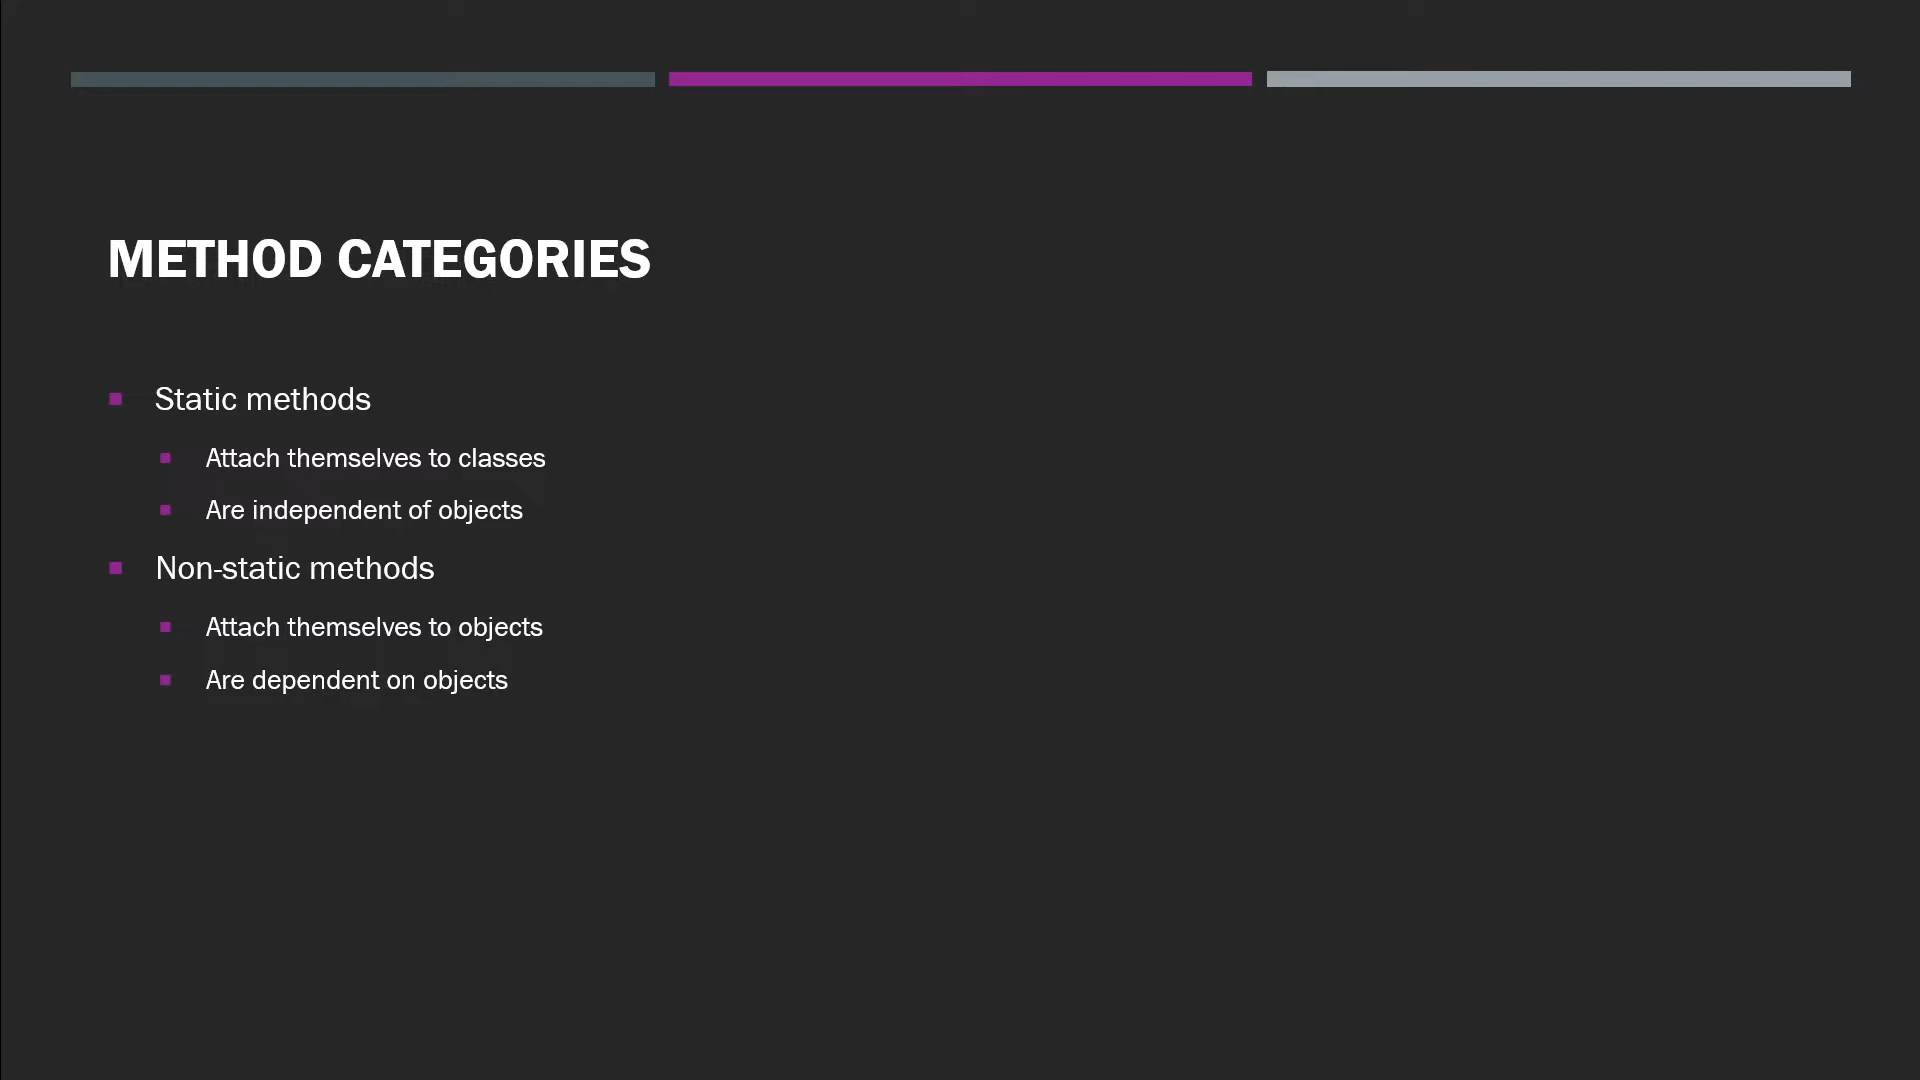 METHOD CATEGORIES
Static methods
Attach themselves to classes
Are independent of objects
Non-static methods
Attach themselves to objects
Are dependent on objects